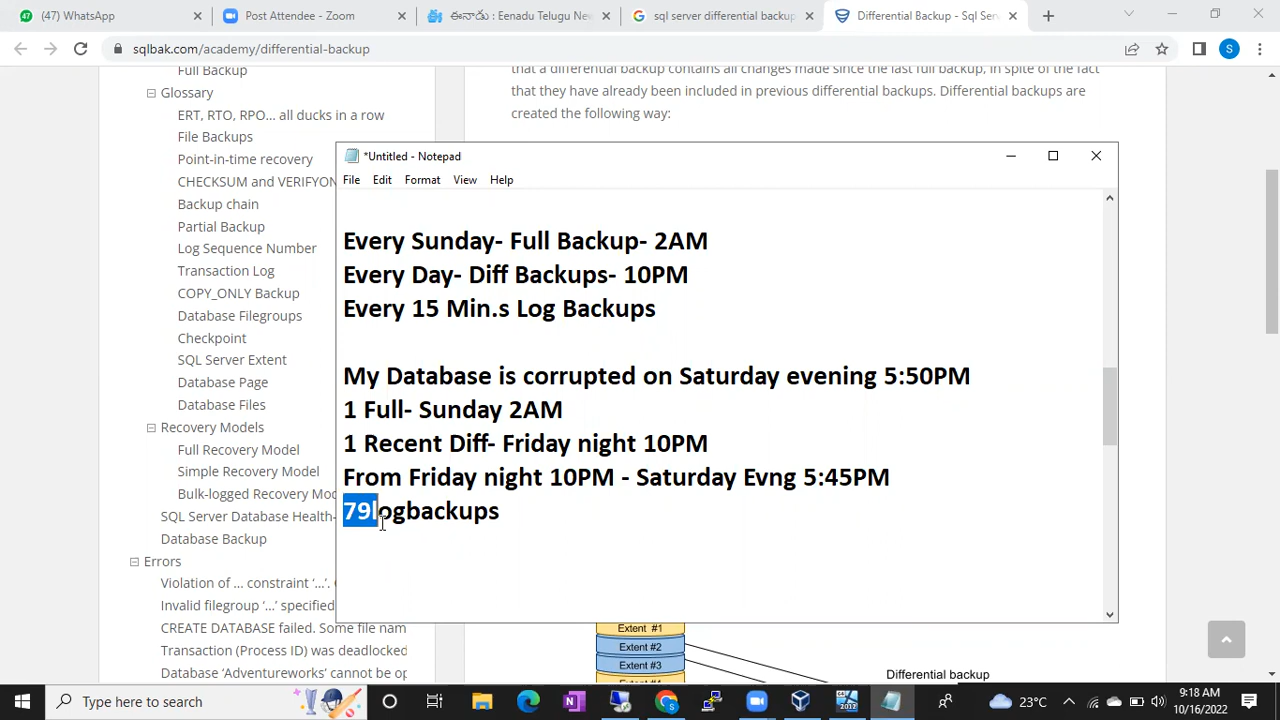 (47) WhatsApp
Post Attendee - Zoom
ఈనాడు : Eenadu Telugu Ne
sql server differential backup
Differential Backup - Sql Ser
S
sqlbak.com/academy/differential-backup
Full Backup
Glossary
ERT, RTO, RPO... all ducks in a row
File Backups
Point-in-time recovery
CHECKSUM and VERIFYON
Backup chain
Partial Backup
Log Sequence Number
Transaction Log
COPY_ONLY Backup
Database Filegroups
Checkpoint
SQL Server Extent
Database Page
Database Files
Recovery Models
Full Recovery Model
Simple Recovery Model
Bulk-logged Recovery Mod
SQL Server Database Health-
Database Backup
Errors
Violation of ... constraint ‘...’.
Invalid filegroup ‘...’ specified
CREATE DATABASE failed. Some file nam
Transaction (Process ID) was deadlocked
Database ‘Adventureworks’ cannot be op
that a differential backup contains all changes made since the last full backup, in spite of the fact
that they have already been included in previous differential backups. Differential backups are
created the following way:
*Untitled - Notepad
File Edit Format View Help
Every Sunday- Full Backup- 2AM
Every Day- Diff Backups- 10PM
Every 15 Min.s Log Backups
My Database is corrupted on Saturday evening 5:50PM
1 Full- Sunday 2AM
1 Recent Diff- Friday night 10PM
From Friday night 10PM - Saturday Evng 5:45PM
79logbackups
Extent #1
Extent #2
Extent #3
Differential backup
Type here to search
23°C
9:18 AM
10/16/2022